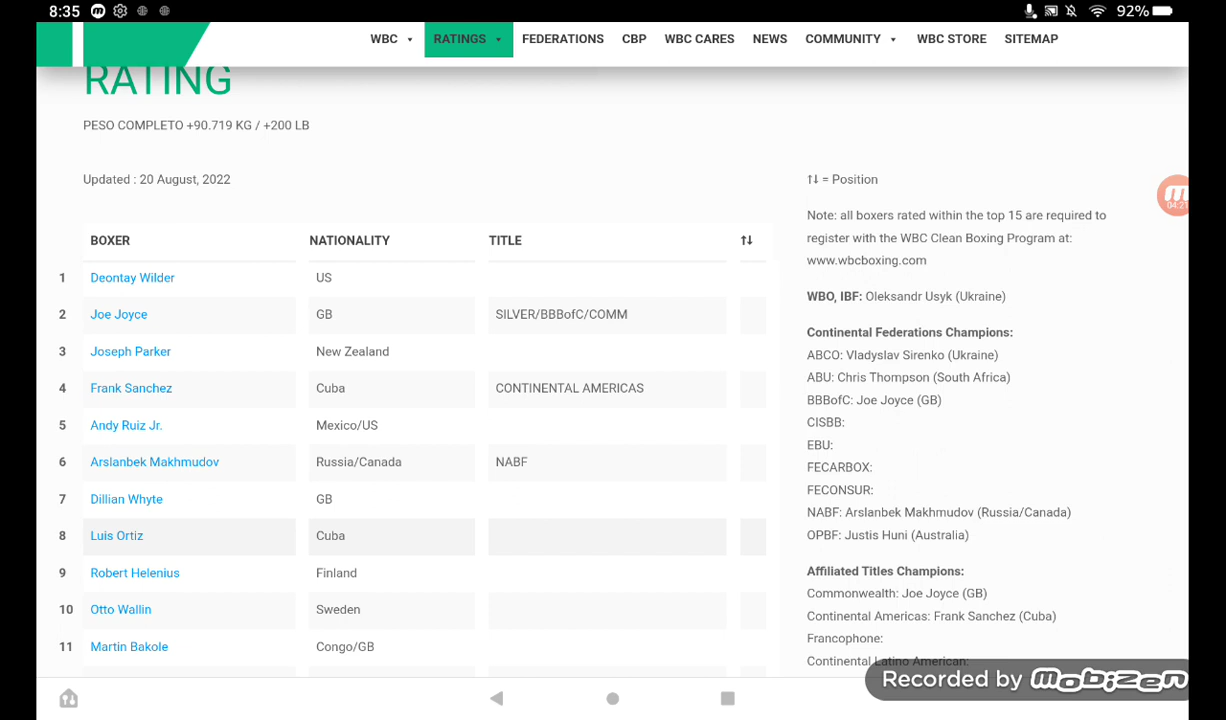 8:35
92%
WBC RATINGS FEDERATIONS CBP WBC CARES NEWS COMMUNITY WBC STORE SITEMAP
RATING
PESO COMPLETO +90.719 KG / +200 LB
Updated : 20 August, 2022
BOXER NATIONALITY TITLE ↑↓
1 Deontay Wilder US
2 Joe Joyce GB SILVER/BBBofC/COMM
3 Joseph Parker New Zealand
4 Frank Sanchez Cuba CONTINENTAL AMERICAS
5 Andy Ruiz Jr. Mexico/US
6 Arslanbek Makhmudov Russia/Canada NABF
7 Dillian Whyte GB
8 Luis Ortiz Cuba
9 Robert Helenius Finland
10 Otto Wallin Sweden
11 Martin Bakole Congo/GB
↑↓ = Position
Note: all boxers rated within the top 15 are required to
register with the WBC Clean Boxing Program at:
www.wbcboxing.com
WBO, IBF: Oleksandr Usyk (Ukraine)
Continental Federations Champions:
ABCO: Vladyslav Sirenko (Ukraine)
ABU: Chris Thompson (South Africa)
BBBofC: Joe Joyce (GB)
CISBB:
EBU:
FECARBOX:
FECONSUR:
NABF: Arslanbek Makhmudov (Russia/Canada)
OPBF: Justis Huni (Australia)
Affiliated Titles Champions:
Commonwealth: Joe Joyce (GB)
Continental Americas: Frank Sanchez (Cuba)
Francophone:
Continental Latino American:
04:21
Recorded by mobizen